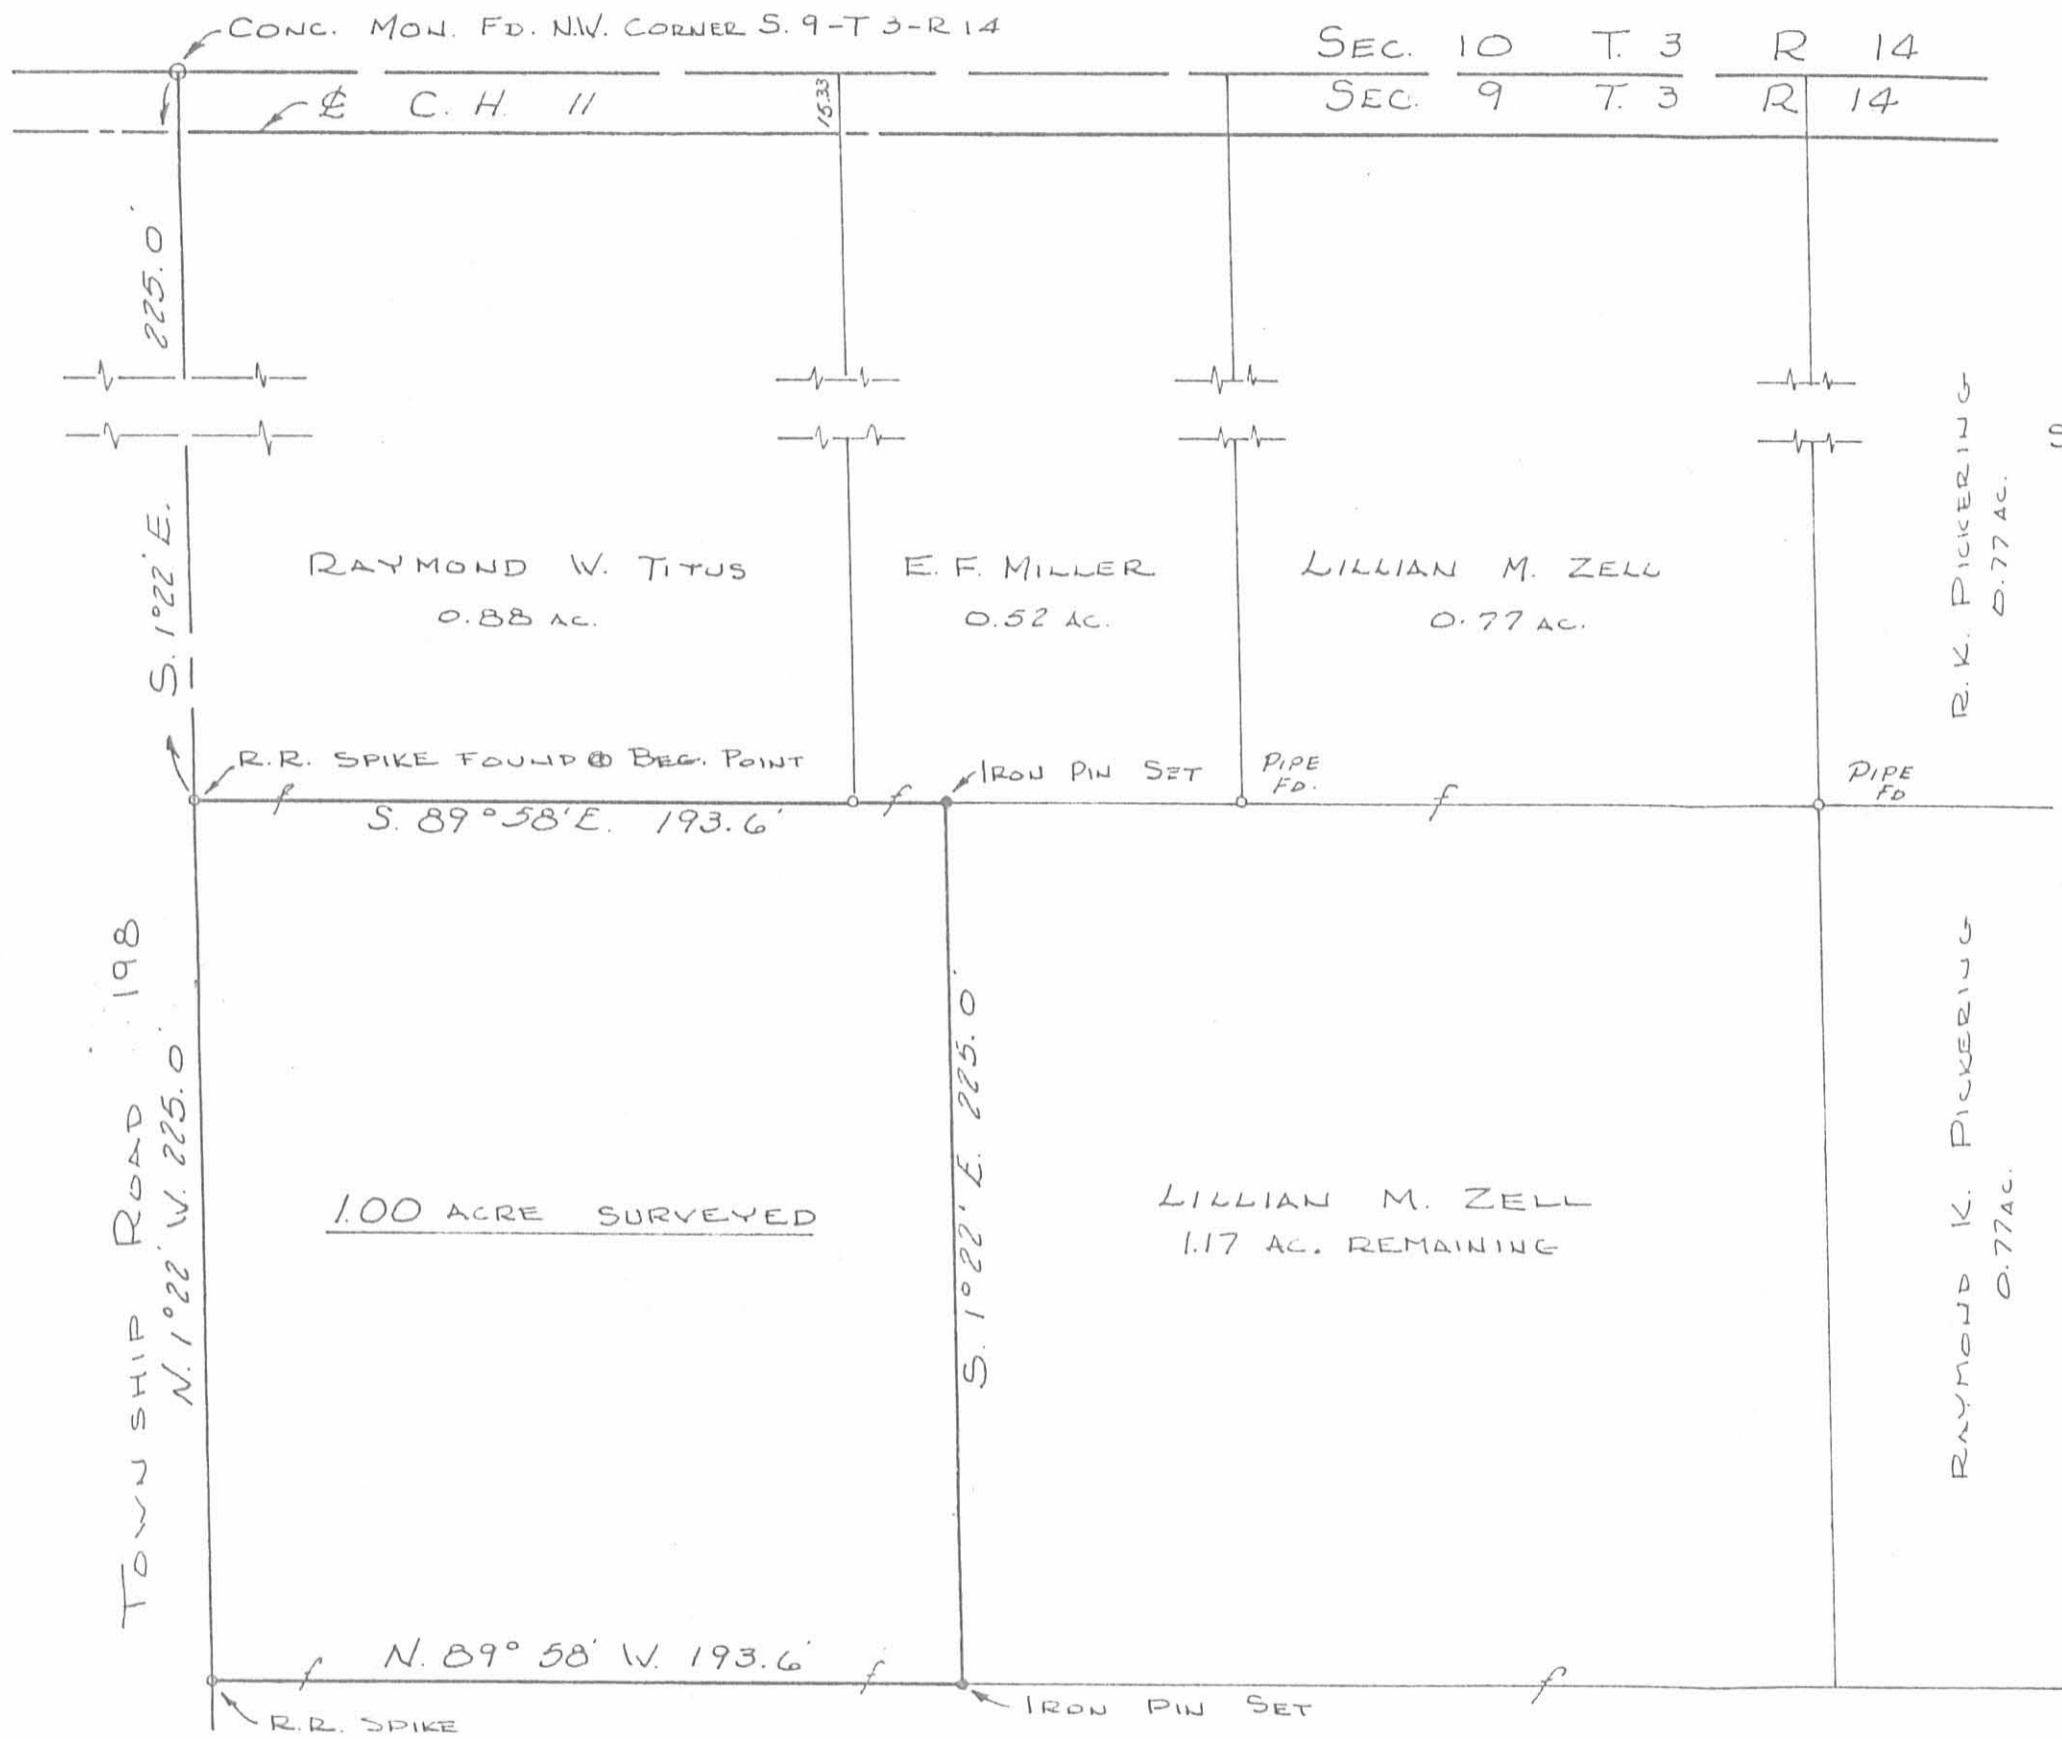 CONC. MON. FD. N.W. CORNER S. 9-T 3-R 14
SEC. 10 T. 3 R 14
SEC. 9 T. 3 R 14
℄ C. H. 11
15.33
225.0'
S. 1°22' E.
RAYMOND W. TITUS
0.88 AC.
E. F. MILLER
0.52 AC.
LILLIAN M. ZELL
0.77 AC.
R. K. PICKERING
0.77 AC.
S
R.R. SPIKE FOUND @ BEG. POINT
IRON PIN SET
PIPE
FD.
PIPE
FD
S. 89°58' E. 193.6'
TOWNSHIP ROAD 198
N. 1°22' W. 225.0'
1.00 ACRE SURVEYED
S. 1°22' E. 225.0'
LILLIAN M. ZELL
1.17 AC. REMAINING
RAYMOND K. PICKERING
0.77 AC.
N. 89° 58' W. 193.6'
R.R. SPIKE
IRON PIN SET